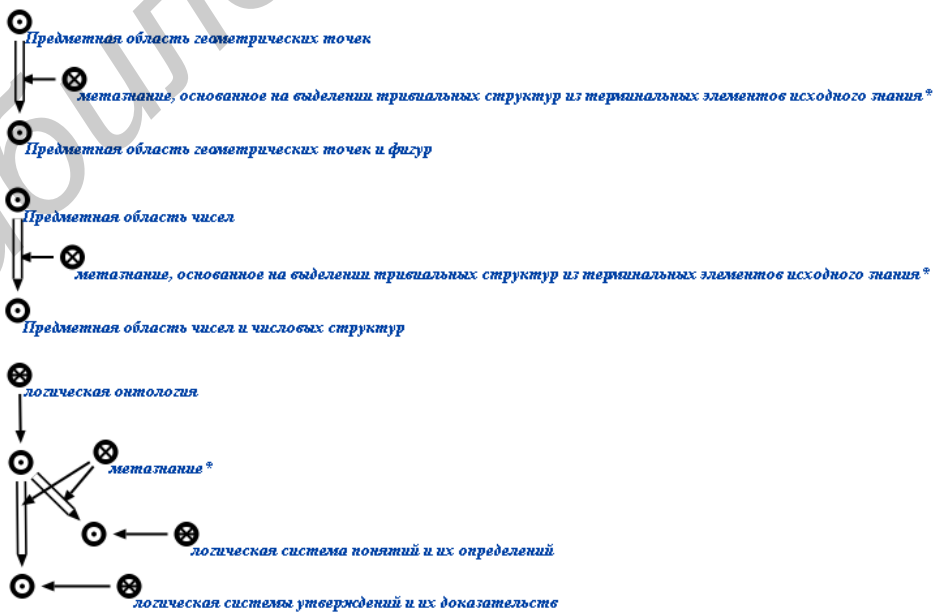 Предметная область геометрических точек
метазнание, основанное на выделении тривиальных структур из терминальных элементов исходного знания*
Предметная область геометрических точек и фигур
Предметная область чисел
метазнание, основанное на выделении тривиальных структур из терминальных элементов исходного знания*
Предметная область чисел и числовых структур
логическая онтология
метазнание*
логическая система понятий и их определений
логическая системы утверждений и их доказательств